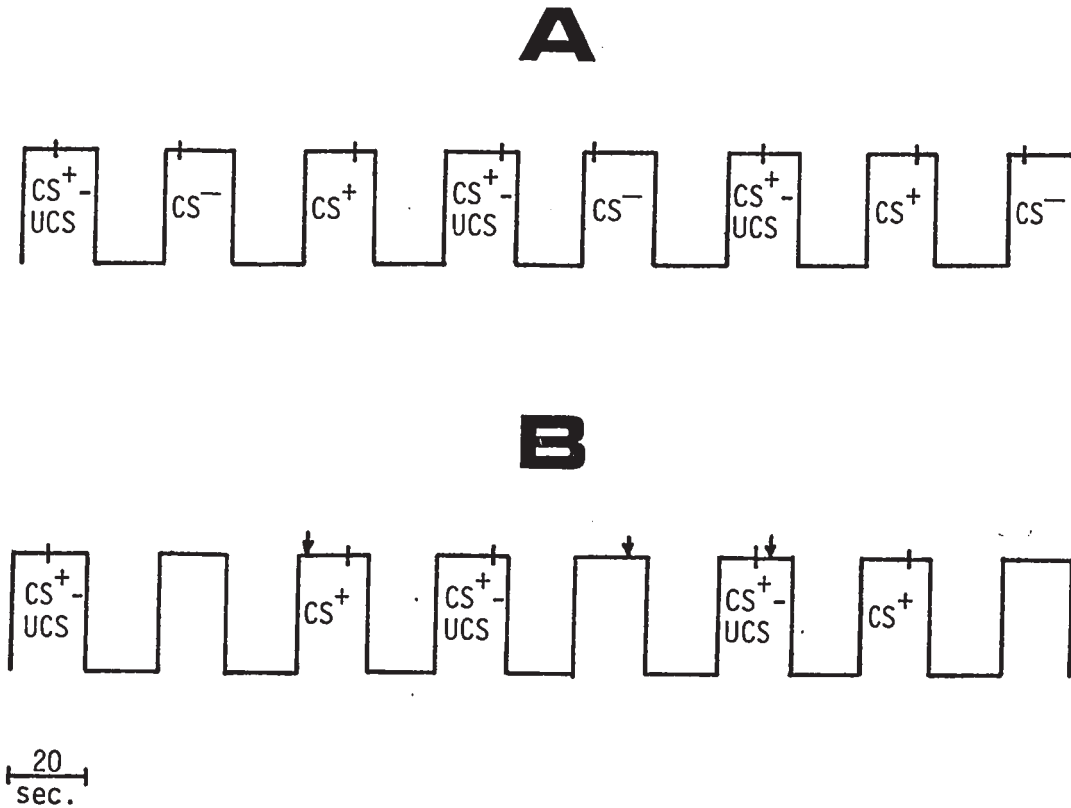 A
CS⁺- UCS
CS⁻
CS⁺
CS⁺- UCS
CS⁻
CS⁺- UCS
CS⁺
CS⁻
B
CS⁺- UCS
CS⁺
CS⁺- UCS
CS⁺- UCS
CS⁺
20
sec.